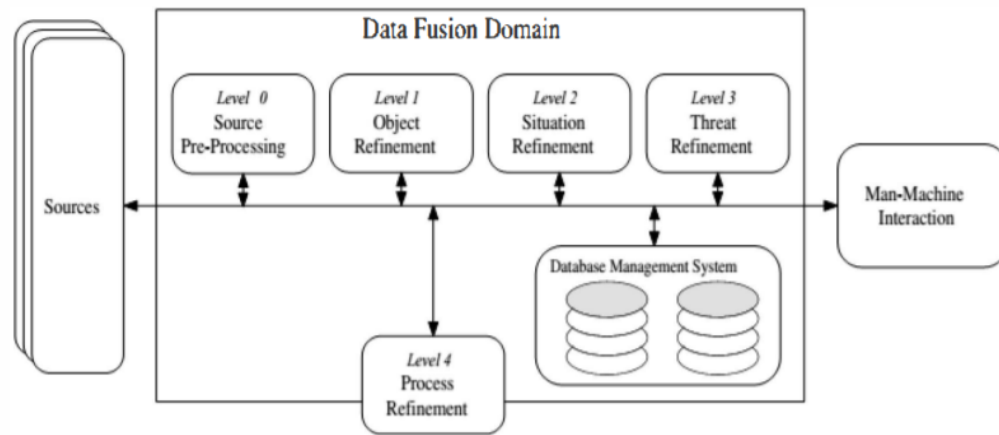 Data Fusion Domain
Level 0
Source
Pre-Processing
Level 1
Object
Refinement
Level 2
Situation
Refinement
Level 3
Threat
Refinement
Sources
Man-Machine
Interaction
Database Management System
Level 4
Process
Refinement